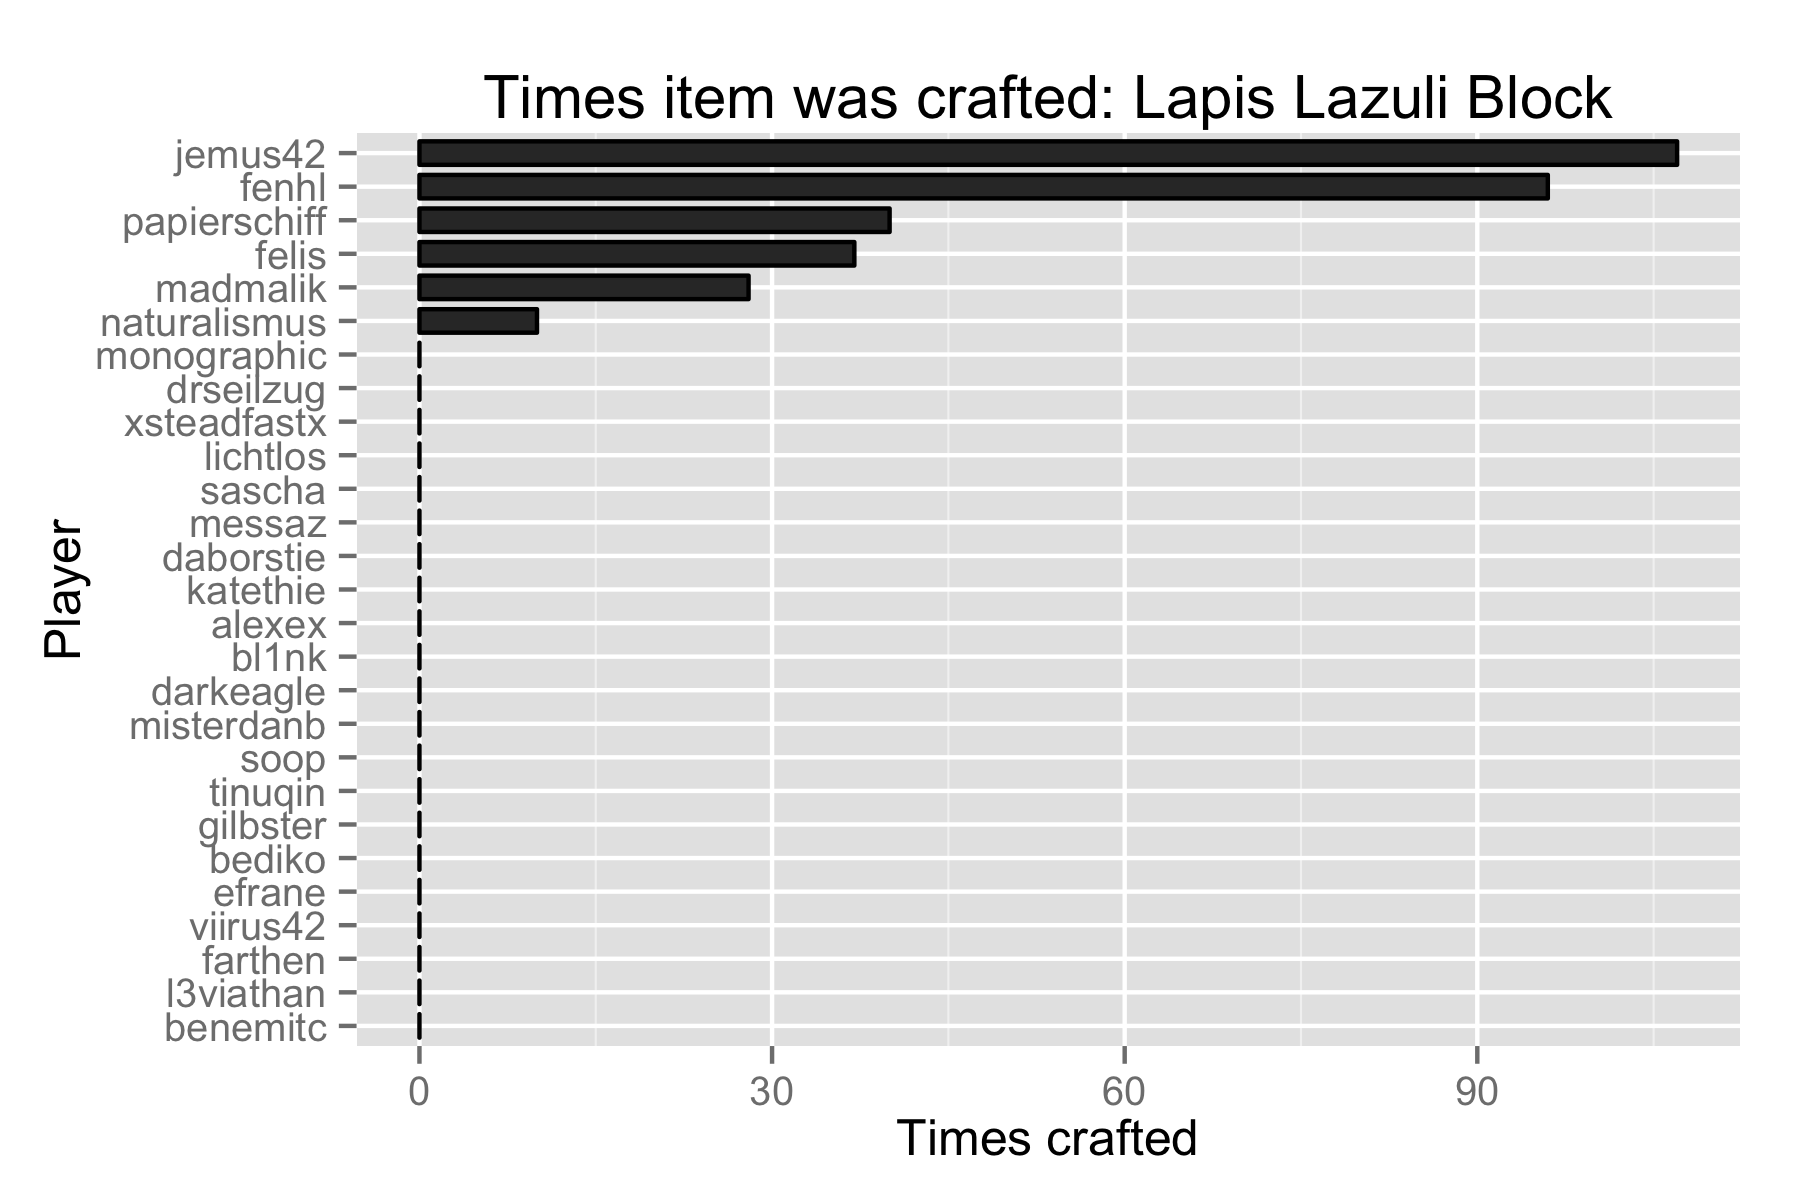 Times item was crafted: Lapis Lazuli Block
jemus42
fenhl
papierschiff
felis
madmalik
naturalismus
monographic
drseilzug
xsteadfastx
lichtlos
sascha
messaz
daborstie
katethie
alexex
bl1nk
darkeagle
misterdanb
soop
tinuqin
gilbster
bediko
efrane
viirus42
farthen
l3viathan
benemitc
Player
0 30 60 90
Times crafted